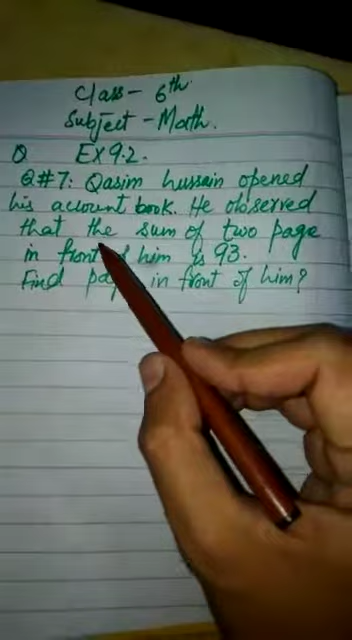 Class - 6th
Subject - Math.
Q Ex 9.2.
Q#7: Qasim hussain opened
his account book. He observed
that the sum of two page
in front him is 93.
Find in front of him?